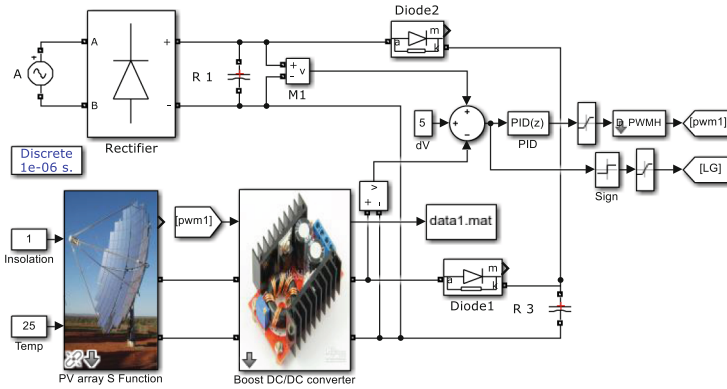 Diode2
m
a
k
A
A
B
+
-
R 1
+
-
v
M1
Rectifier
5
dV
+
+
-
PID(z)
PID
D_PWMH
[pwm1]
[LG]
Sign
Discrete
1e-06 s.
[pwm1]
data1.mat
+
-
v
1
Insolation
25
Temp
PV array S Function
Boost DC/DC converter
m
a
k
Diode1
R 3